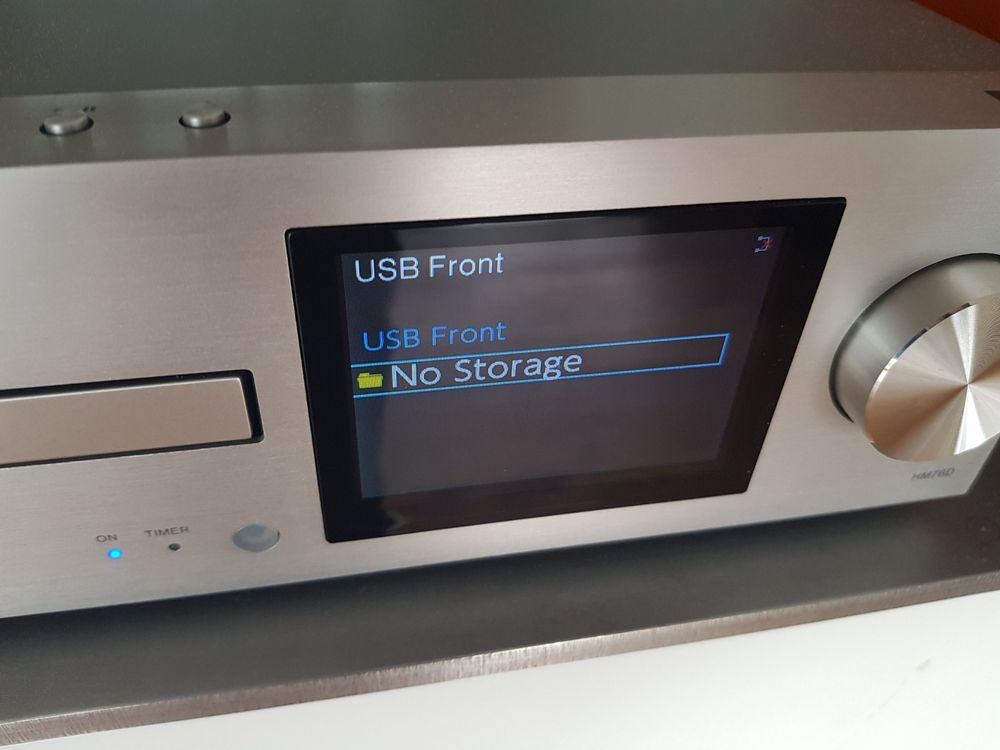 USB Front
USB Front
No Storage
ON TIMER
HM76D